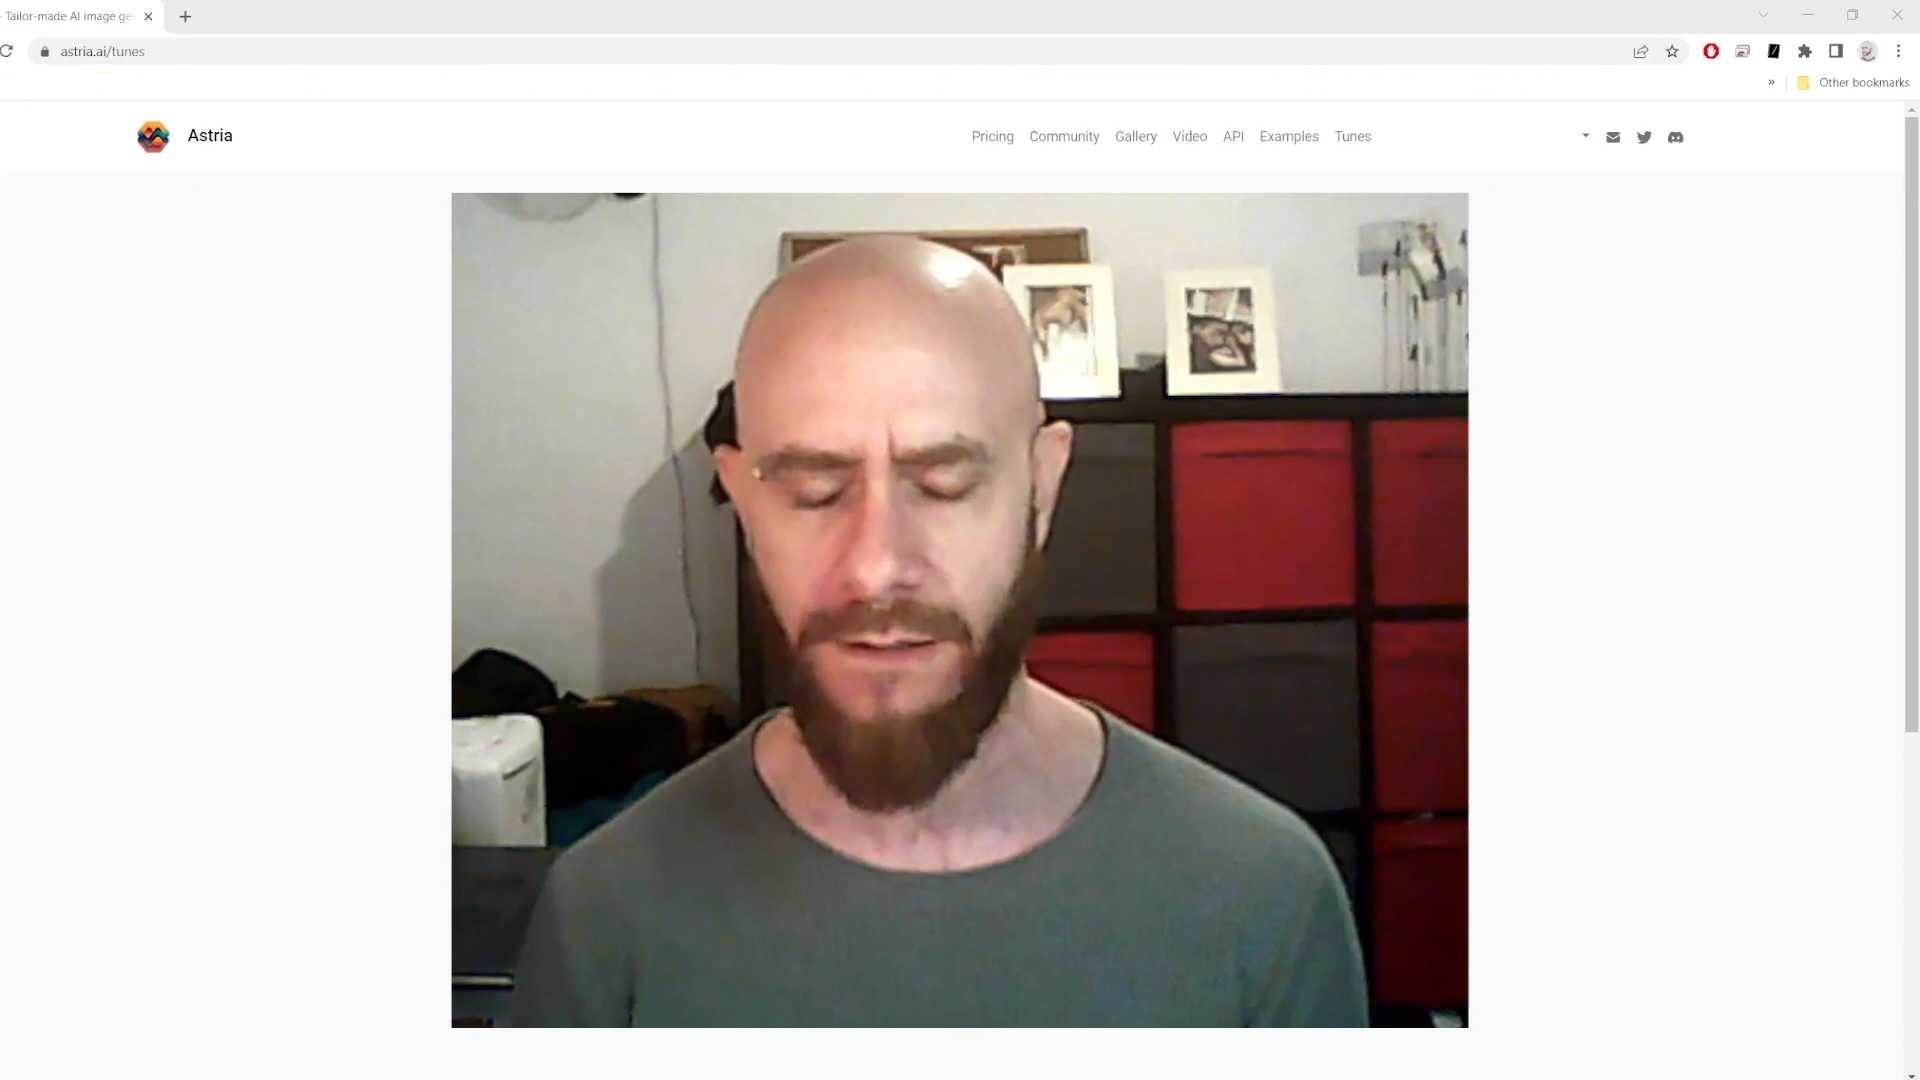 - Tailor-made AI image ge
astria.ai/tunes
Other bookmarks
Astria
Pricing Community Gallery Video API Examples Tunes